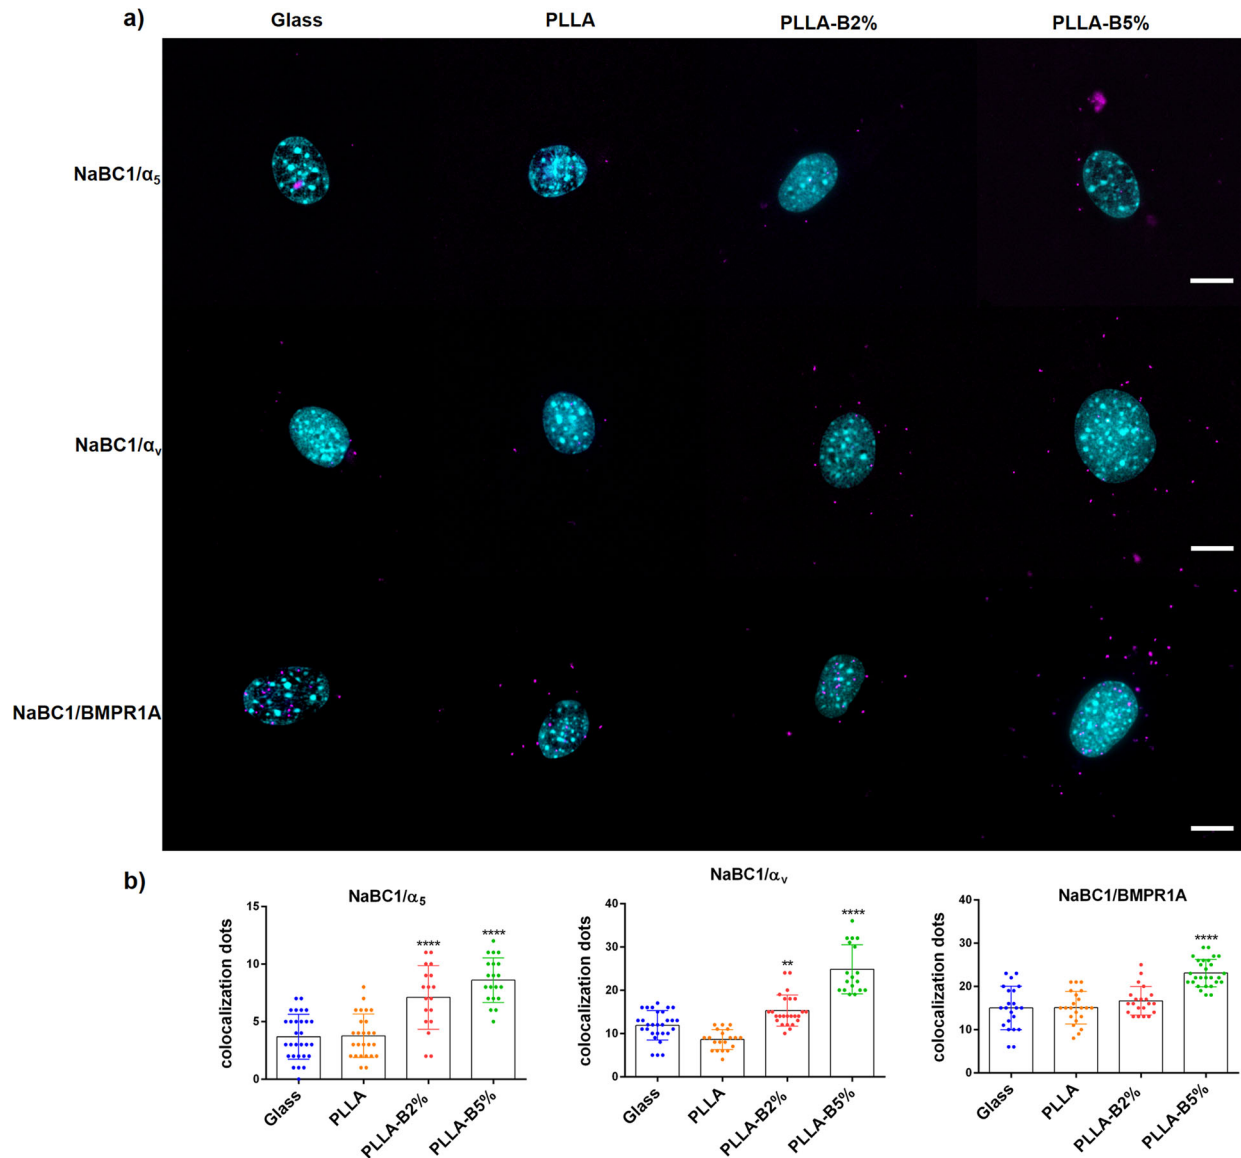 a)
Glass PLLA PLLA-B2% PLLA-B5%
NaBC1/α5
NaBC1/αv
NaBC1/BMPR1A
b)
NaBC1/α5
colocalization dots
15
10
5
0
**** ****
Glass PLLA PLLA-B2% PLLA-B5%
NaBC1/αv
colocalization dots
40
30
20
10
0
** ****
Glass PLLA PLLA-B2% PLLA-B5%
NaBC1/BMPR1A
colocalization dots
40
30
20
10
0
****
Glass PLLA PLLA-B2% PLLA-B5%